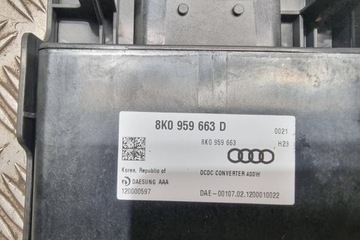 8K0 959 663 D
0021
8K0 959 663
H23
Korea, Republic of
DCDC CONVERTER 400W
DAESUNG AAA
120000597
DAE-00107.02.1200010022